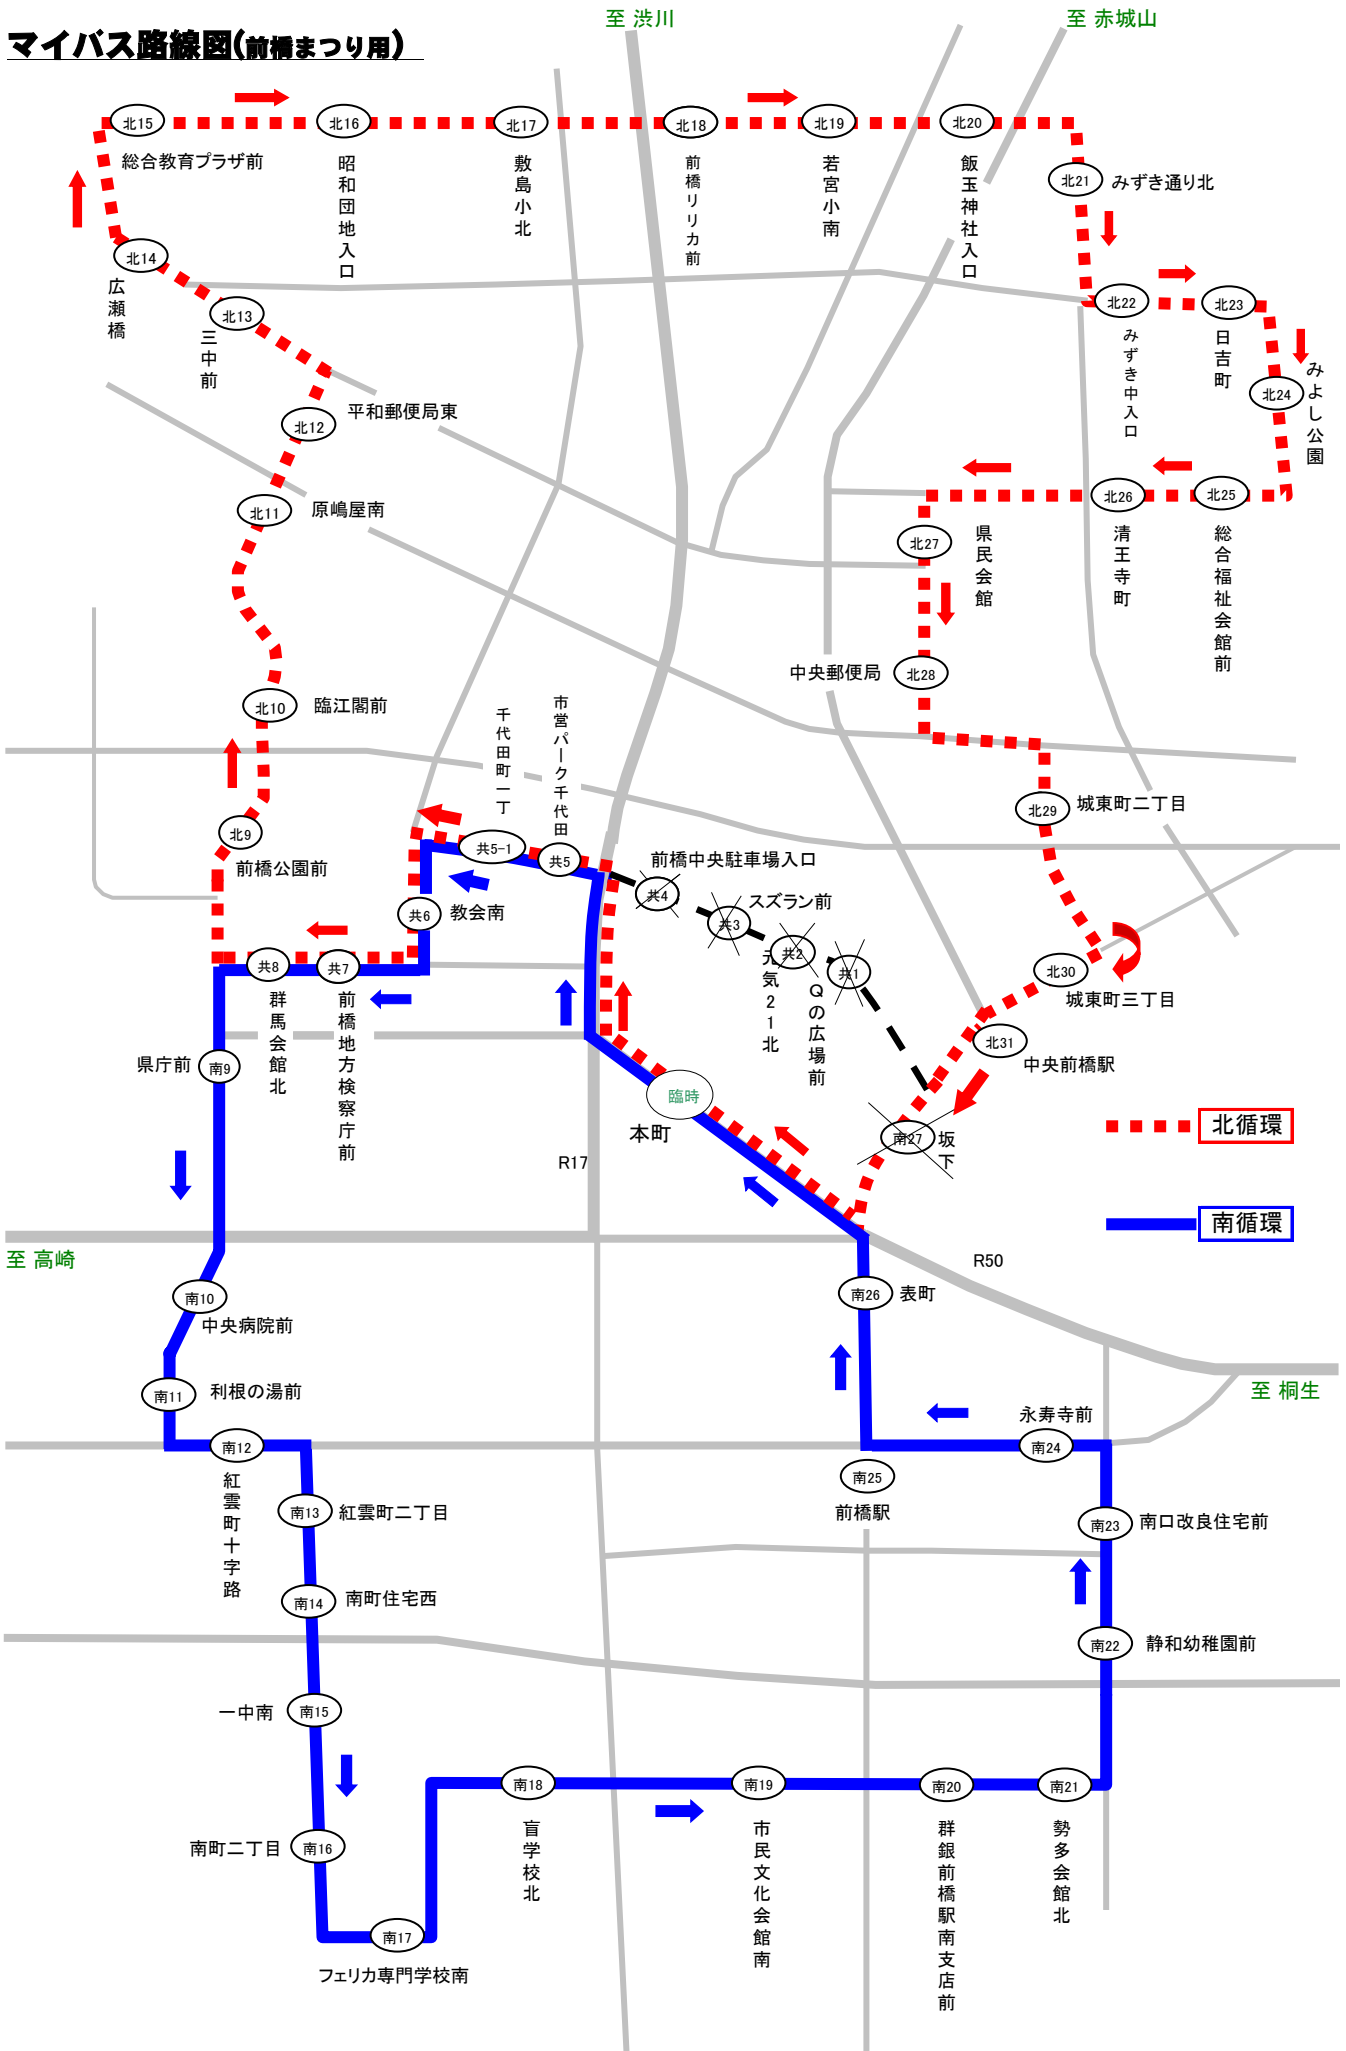 至 渋川
至 赤城山
マイバス路線図(前橋まつり用)
北15
総合教育プラザ前
北16
昭和団地入口
北17
敷島小北
北18
前橋リリカ前
北19
若宮小南
北20
飯玉神社入口
北21
みずき通り北
北14
広瀬橋
北13
三中前
北22
みずき中入口
北23
日吉町
北24
みよし公園
北12
平和郵便局東
北11
原嶋屋南
北25
総合福祉会館前
北26
清王寺町
北27
県民会館
北28
中央郵便局
北10
臨江閣前
北9
前橋公園前
千代田町一丁
共5-1
市営パーク千代田
共5
北29
城東町二丁目
前橋中央駐車場入口
共4
スズラン前
共3
元気21北
共2
Qの広場前
共1
共6
教会南
共7
前橋地方検察庁前
共8
群馬会館北
北30
城東町三丁目
北31
中央前橋駅
県庁前
南9
臨時
本町
南27
坂下
北循環
R17
南循環
至 高崎
R50
南10
中央病院前
南26
表町
至 桐生
南11
利根の湯前
南12
紅雲町十字路
永寿寺前
南24
南25
前橋駅
南13
紅雲町二丁目
南23
南口改良住宅前
南14
南町住宅西
南22
静和幼稚園前
一中南
南15
南町二丁目
南16
南17
フェリカ専門学校南
南18
盲学校北
南19
市民文化会館南
南20
群銀前橋駅南支店前
南21
勢多会館北